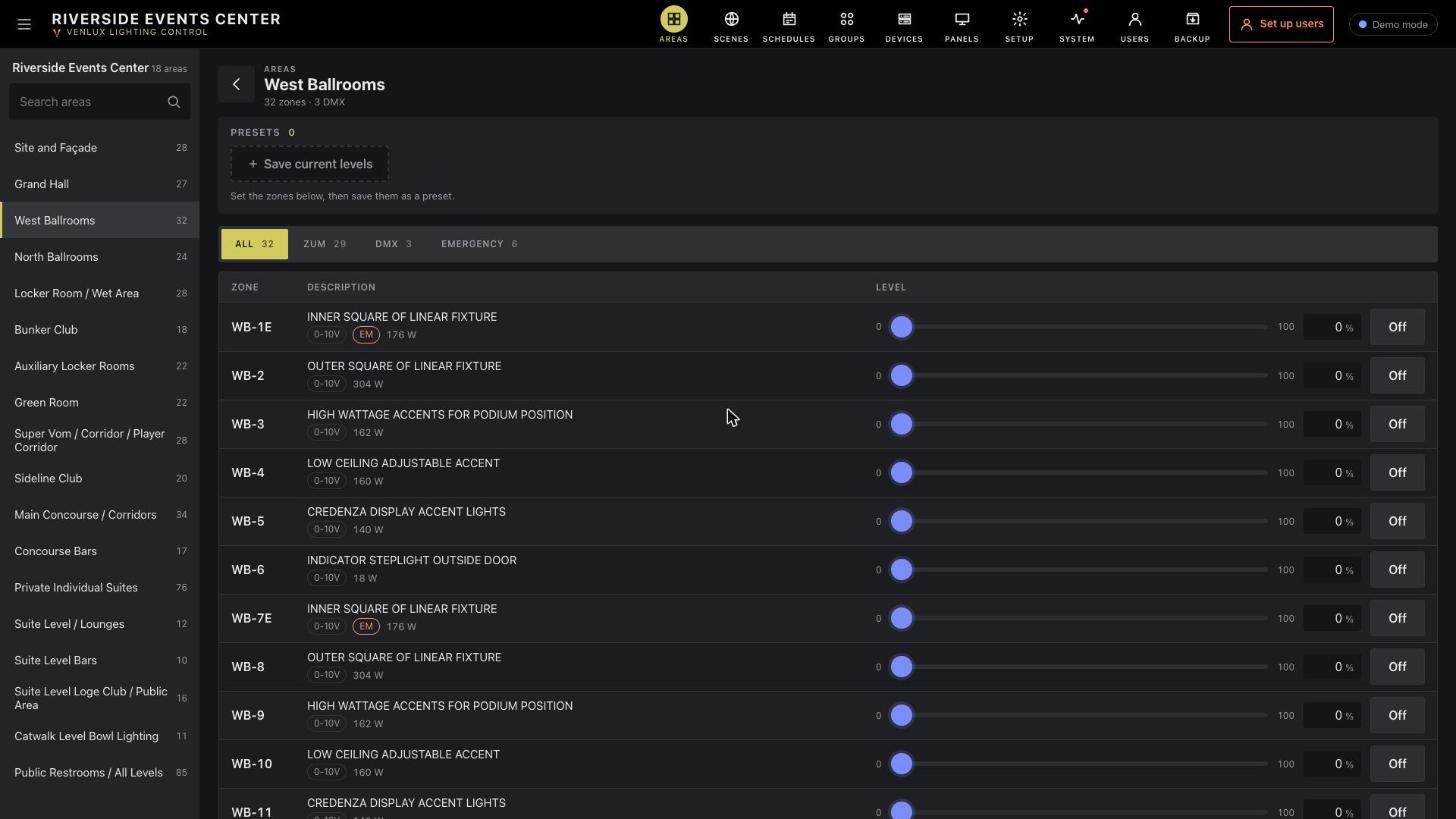 RIVERSIDE EVENTS CENTER
VENLUX LIGHTING CONTROL
AREAS
SCENES
SCHEDULES
GROUPS
DEVICES
PANELS
SETUP
SYSTEM
USERS
BACKUP
Set up users
Demo mode
Riverside Events Center 18 areas
Search areas
Site and Façade 28
Grand Hall 27
West Ballrooms 32
North Ballrooms 24
Locker Room / Wet Area 28
Bunker Club 18
Auxiliary Locker Rooms 22
Green Room 22
Super Vom / Corridor / Player
Corridor 28
Sideline Club 20
Main Concourse / Corridors 34
Concourse Bars 17
Private Individual Suites 76
Suite Level / Lounges 12
Suite Level Bars 10
Suite Level Loge Club / Public
Area 16
Catwalk Level Bowl Lighting 11
Public Restrooms / All Levels 85
AREAS
West Ballrooms
32 zones · 3 DMX
PRESETS 0
+ Save current levels
Set the zones below, then save them as a preset.
ALL 32 ZUM 29 DMX 3 EMERGENCY 6
ZONE DESCRIPTION LEVEL
WB-1E INNER SQUARE OF LINEAR FIXTURE
0-10V EM 176 W 0 100 0 % Off
WB-2 OUTER SQUARE OF LINEAR FIXTURE
0-10V 304 W 0 100 0 % Off
WB-3 HIGH WATTAGE ACCENTS FOR PODIUM POSITION
0-10V 162 W 0 100 0 % Off
WB-4 LOW CEILING ADJUSTABLE ACCENT
0-10V 160 W 0 100 0 % Off
WB-5 CREDENZA DISPLAY ACCENT LIGHTS
0-10V 140 W 0 100 0 % Off
WB-6 INDICATOR STEPLIGHT OUTSIDE DOOR
0-10V 18 W 0 100 0 % Off
WB-7E INNER SQUARE OF LINEAR FIXTURE
0-10V EM 176 W 0 100 0 % Off
WB-8 OUTER SQUARE OF LINEAR FIXTURE
0-10V 304 W 0 100 0 % Off
WB-9 HIGH WATTAGE ACCENTS FOR PODIUM POSITION
0-10V 162 W 0 100 0 % Off
WB-10 LOW CEILING ADJUSTABLE ACCENT
0-10V 160 W 0 100 0 % Off
WB-11 CREDENZA DISPLAY ACCENT LIGHTS
0 100 0 % Off